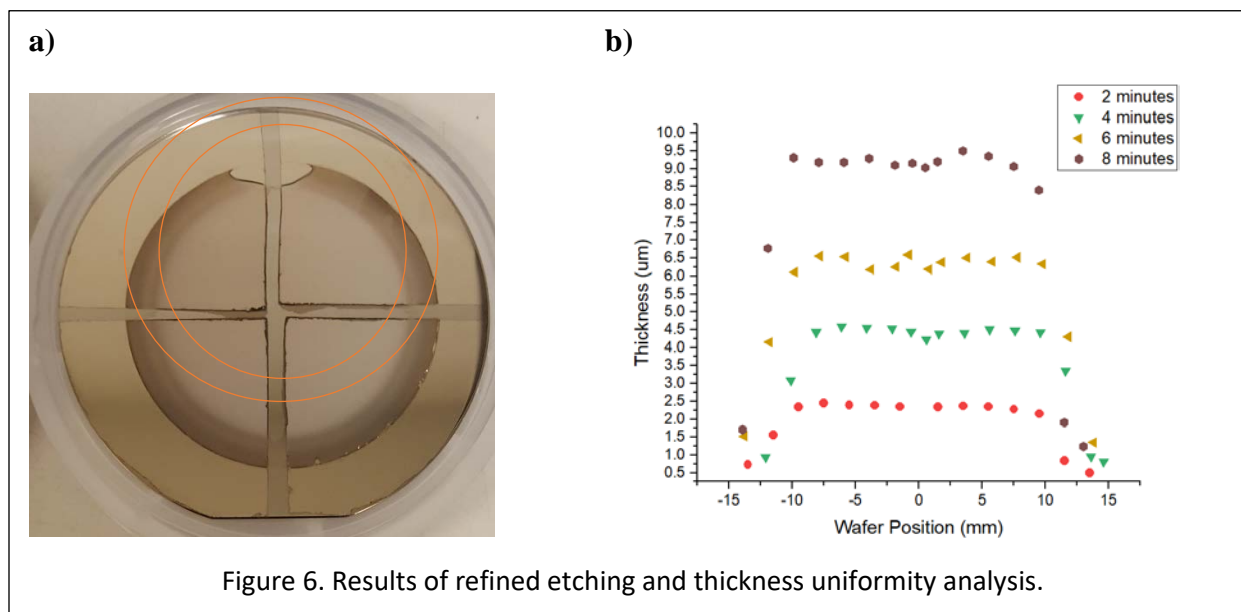 a)
b)
2 minutes
4 minutes
6 minutes
8 minutes
10.0
9.5
9.0
8.5
8.0
7.5
7.0
6.5
6.0
5.5
5.0
4.5
4.0
3.5
3.0
2.5
2.0
1.5
1.0
0.5
Thickness (um)
-15 -10 -5 0 5 10 15
Wafer Position (mm)
Figure 6. Results of refined etching and thickness uniformity analysis.